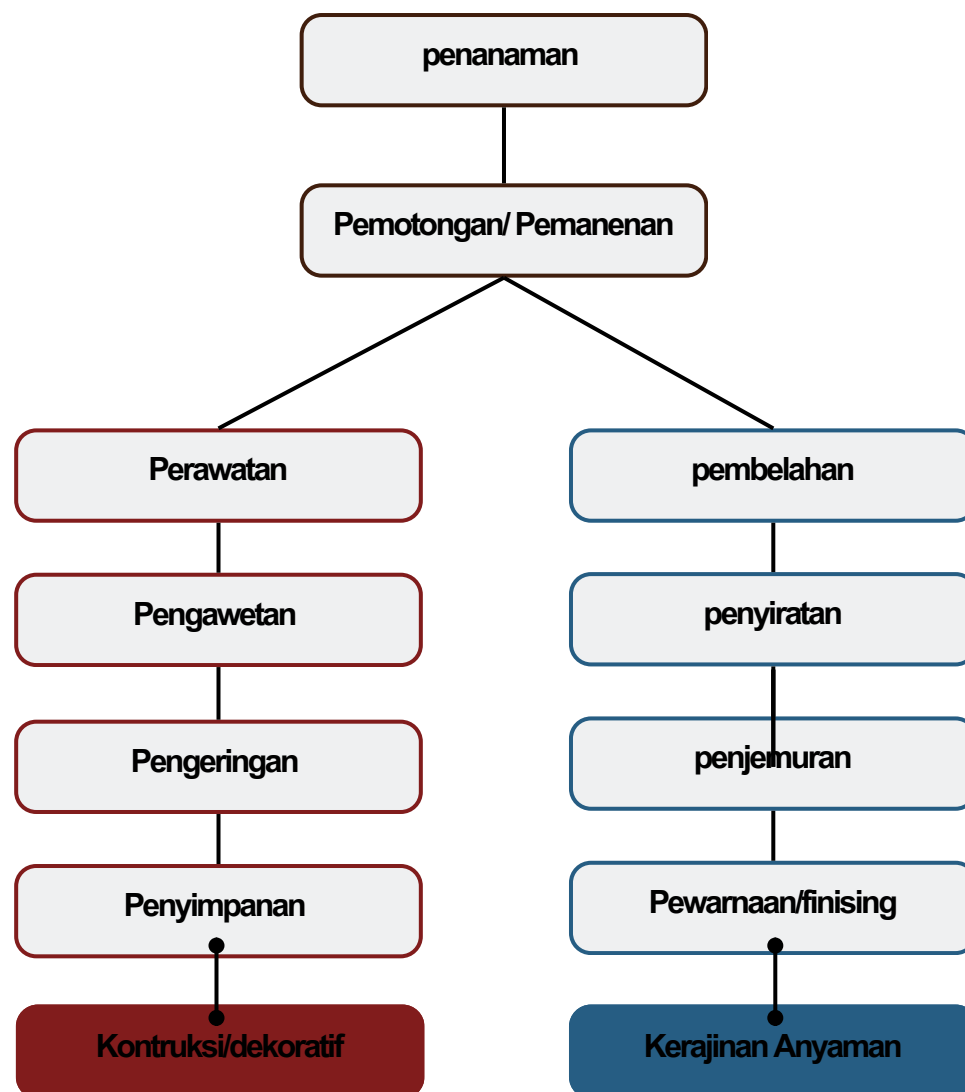 penanaman
Pemotongan/ Pemanenan
Perawatan
Pengawetan
Pengeringan
Penyimpanan
Kontruksi/dekoratif
pembelahan
penyiratan
penjemuran
Pewarnaan/finising
Kerajinan Anyaman